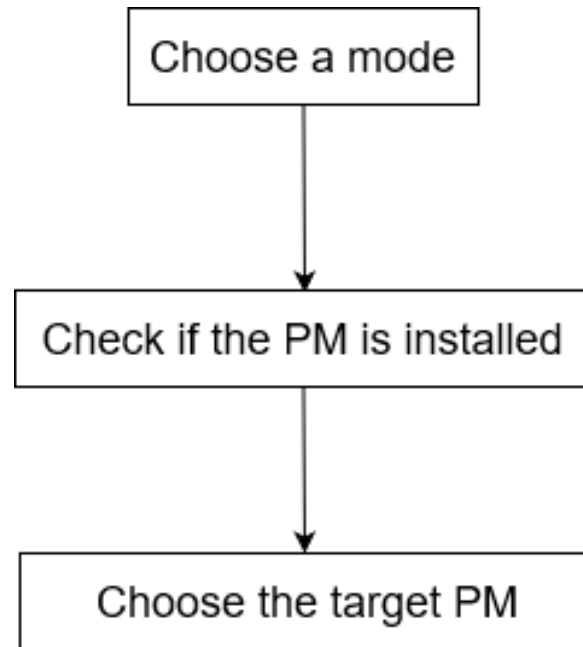 Choose a mode
Check if the PM is installed
Choose the target PM